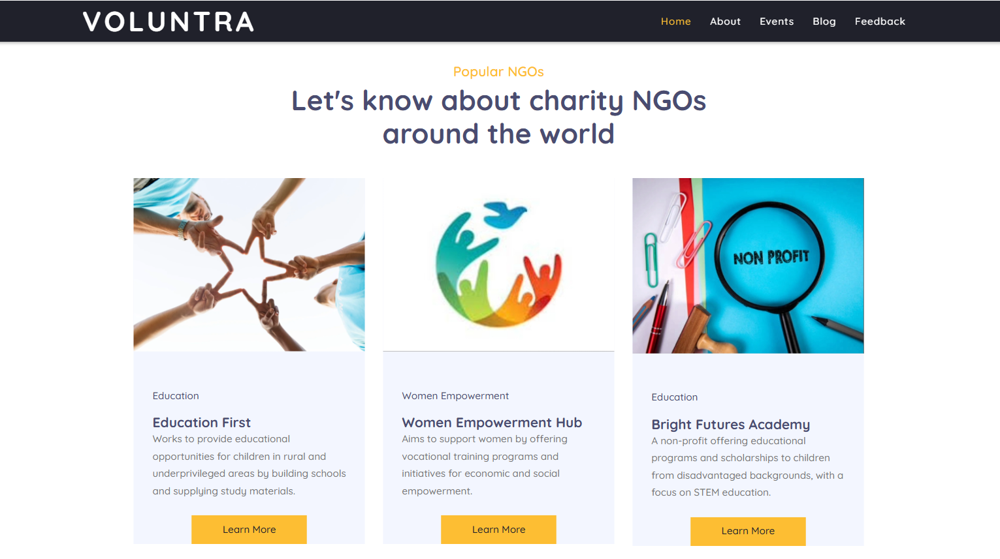 VOLUNTRA
Home About Events Blog Feedback
Popular NGOs
Let's know about charity NGOs
around the world
NON PROFIT
Education
Education First
Works to provide educational
opportunities for children in rural and
underprivileged areas by building schools
and supplying study materials.
Learn More
Women Empowerment
Women Empowerment Hub
Aims to support women by offering
vocational training programs and
initiatives for economic and social
empowerment.
Learn More
Education
Bright Futures Academy
A non-profit offering educational
programs and scholarships to children
from disadvantaged backgrounds, with a
focus on STEM education.
Learn More